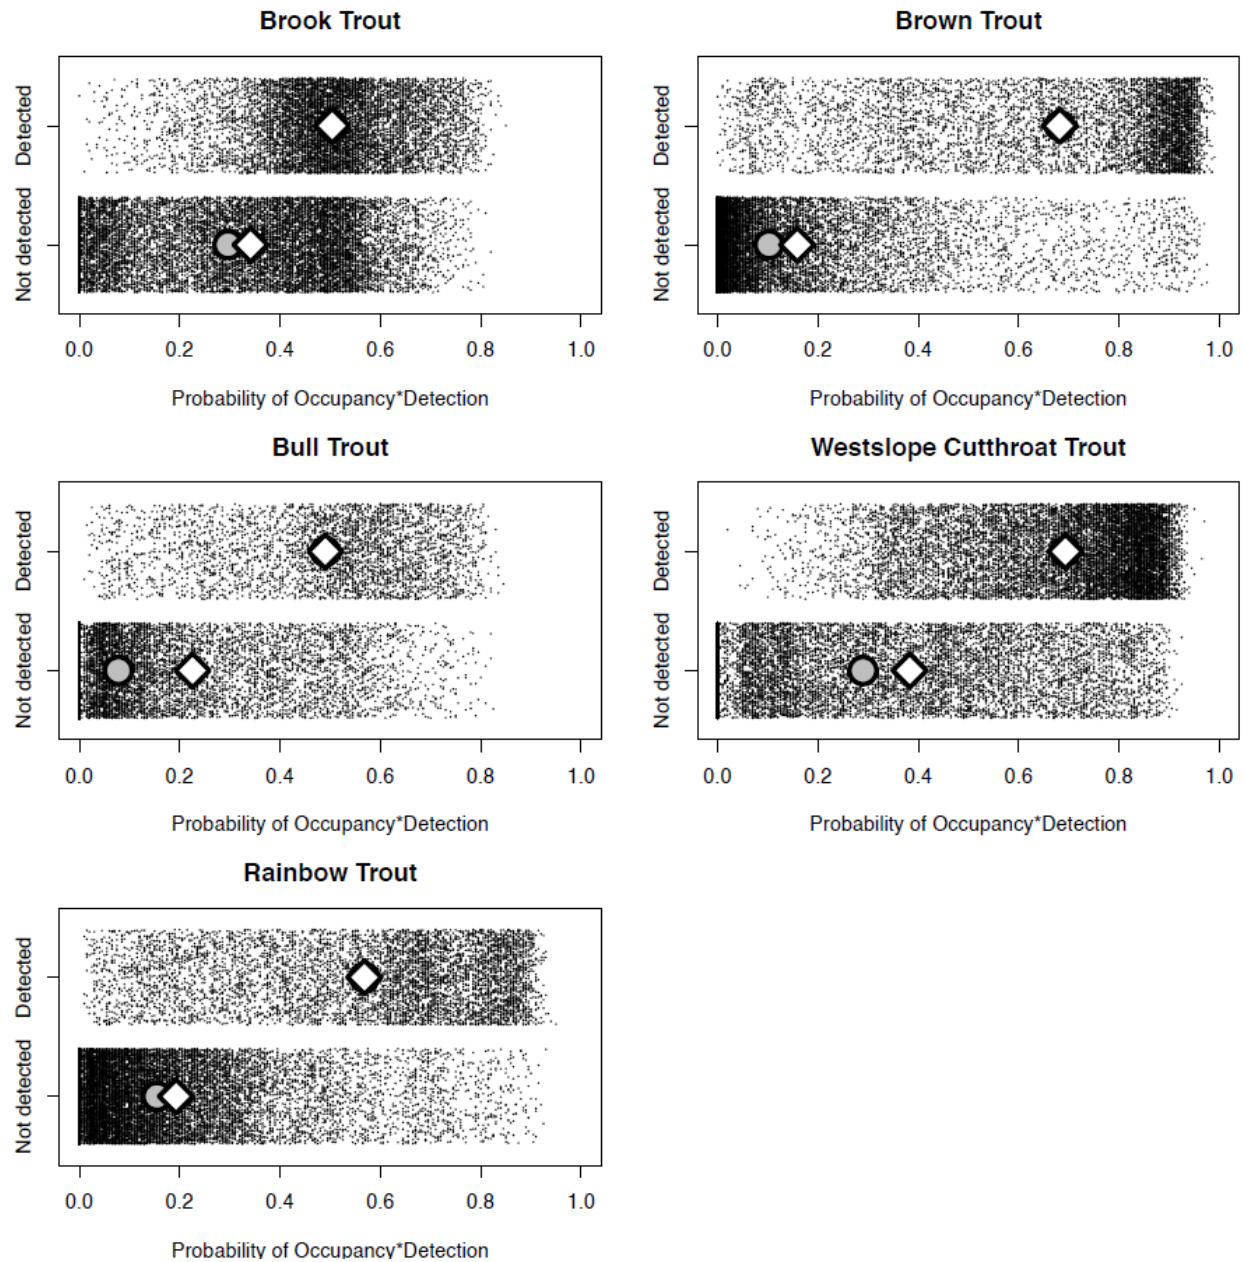 Brook Trout
Detected
Not detected
0.0 0.2 0.4 0.6 0.8 1.0
Probability of Occupancy*Detection
Brown Trout
Detected
Not detected
0.0 0.2 0.4 0.6 0.8 1.0
Probability of Occupancy*Detection
Bull Trout
Detected
Not detected
0.0 0.2 0.4 0.6 0.8 1.0
Probability of Occupancy*Detection
Westslope Cutthroat Trout
Detected
Not detected
0.0 0.2 0.4 0.6 0.8 1.0
Probability of Occupancy*Detection
Rainbow Trout
Detected
Not detected
0.0 0.2 0.4 0.6 0.8 1.0
Probability of Occupancy*Detection